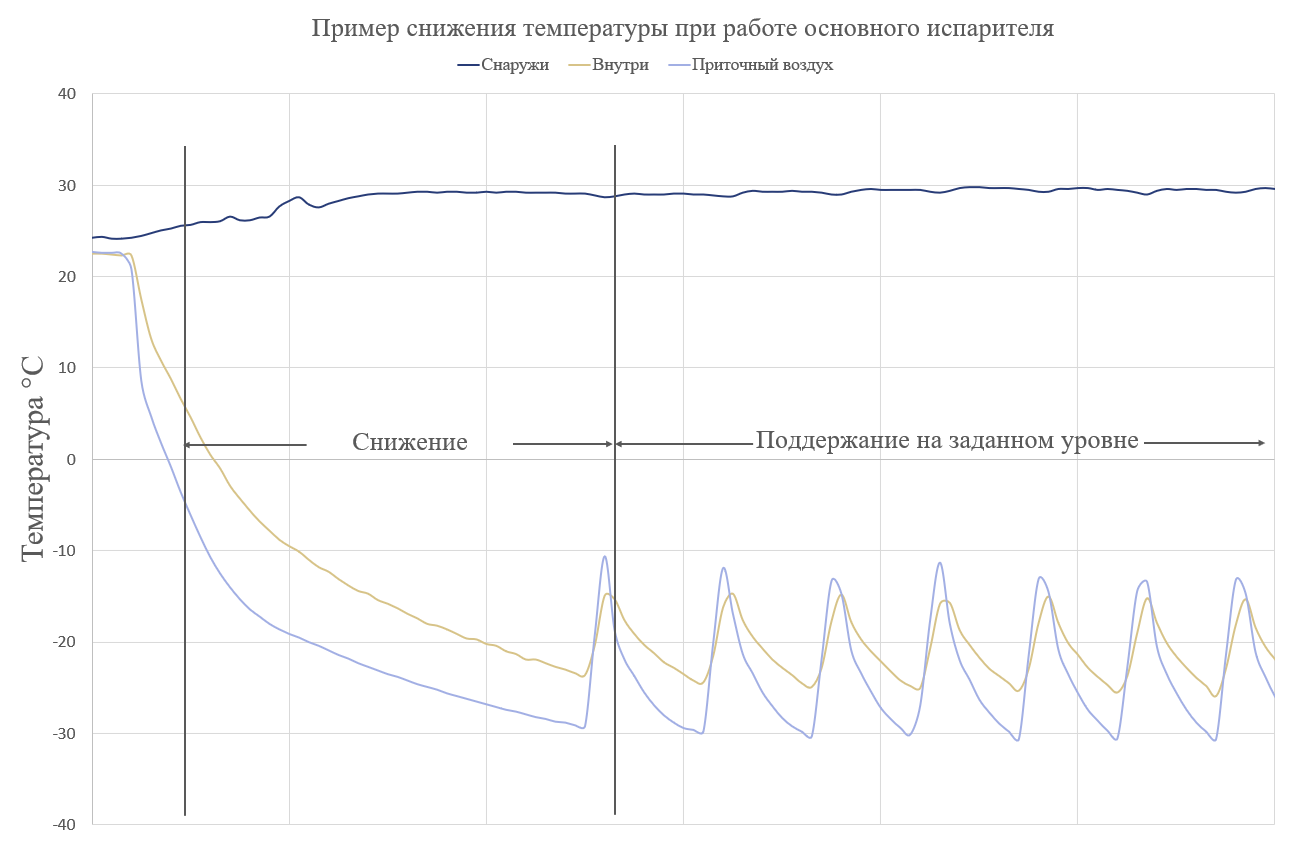 Пример снижения температуры при работе основного испарителя
Снаружи Внутри Приточный воздух
Температура °C
40
30
20
10
0
-10
-20
-30
-40
Снижение
Поддержание на заданном уровне